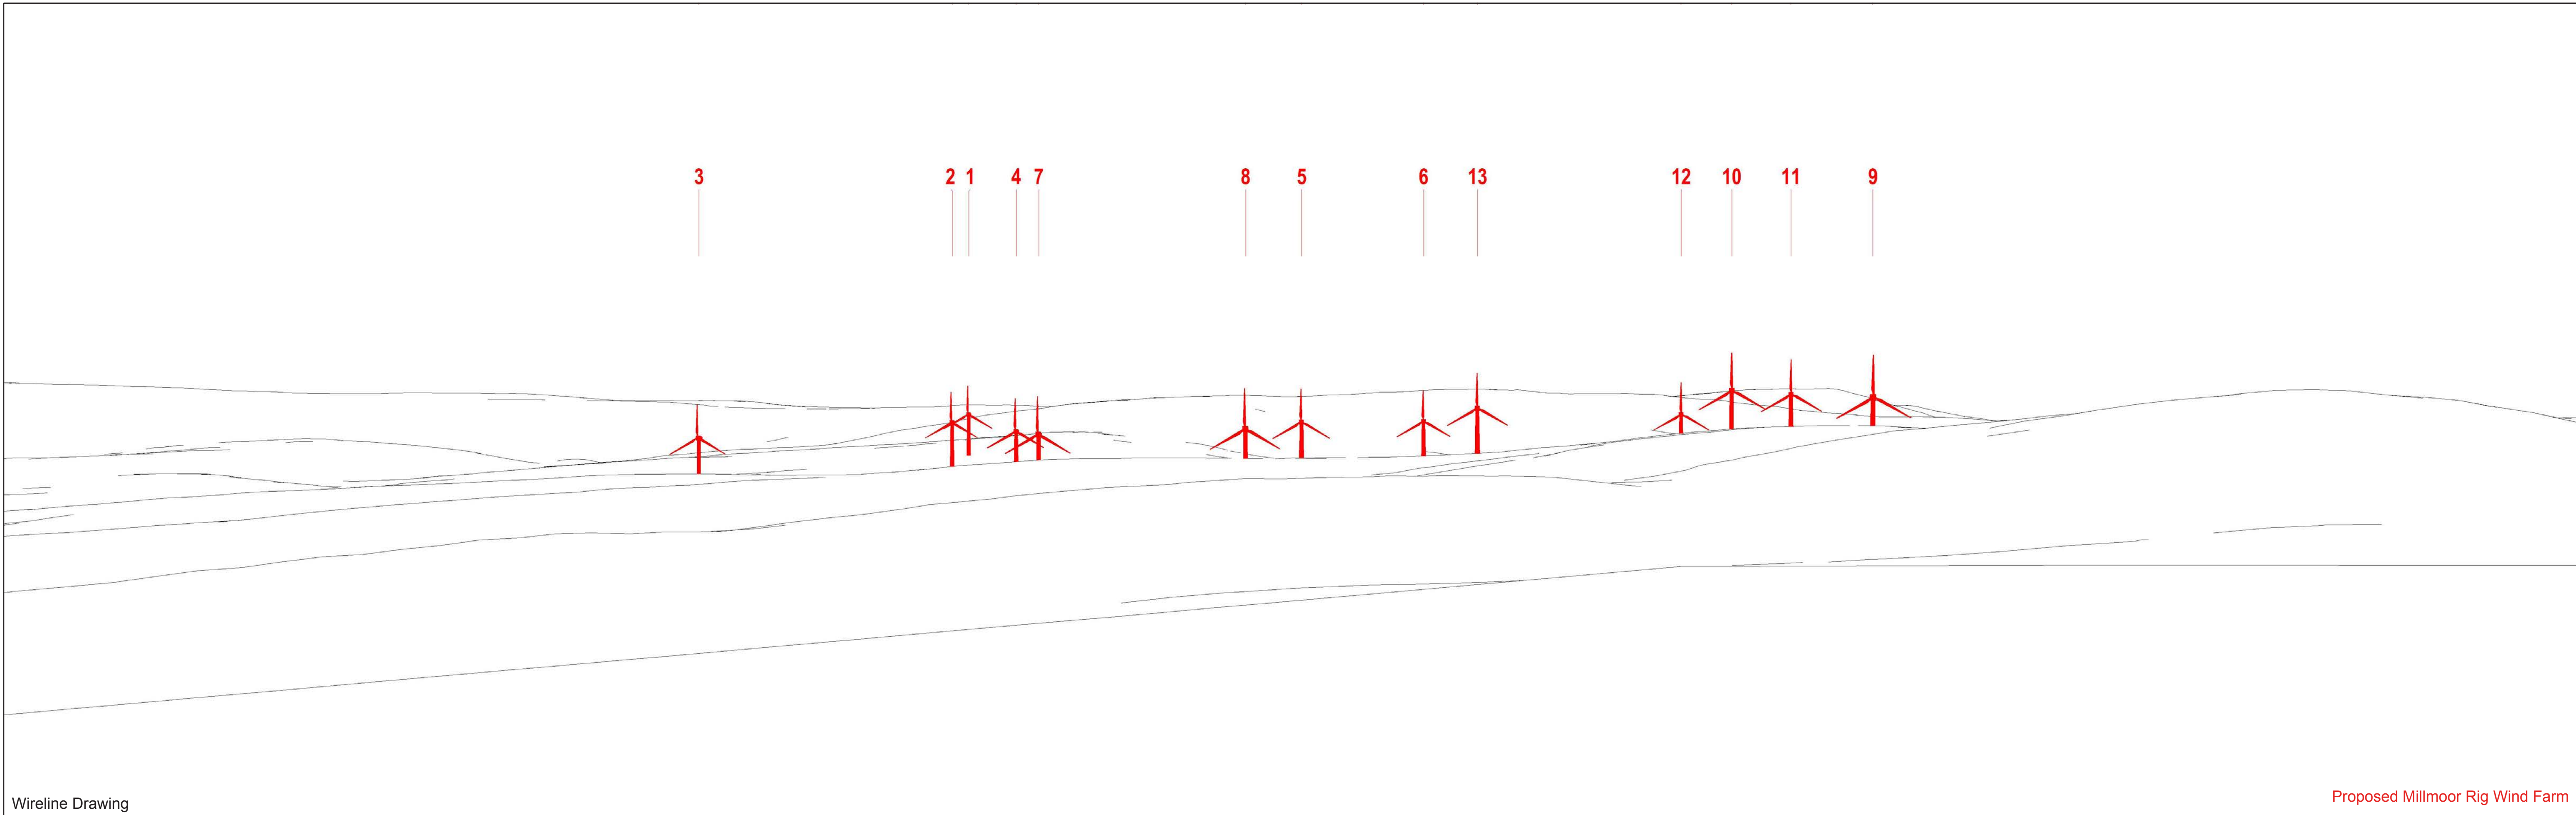 3 2 1 4 7 8 5 6 13 12 10 11 9
Wireline Drawing
Proposed Millmoor Rig Wind Farm